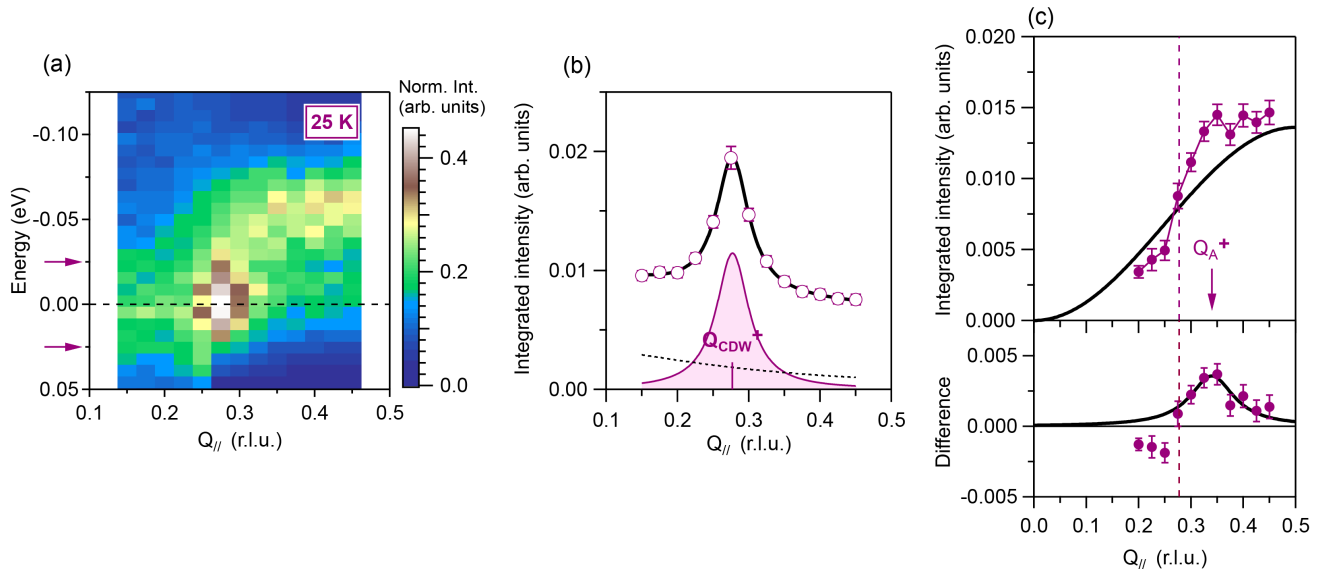 (a)
25 K
Norm. Int.
(arb. units)
0.4
0.2
0.0
Energy (eV)
-0.10
-0.05
0.00
0.05
0.1
0.2
0.3
0.4
0.5
Q// (r.l.u.)
(b)
Integrated intensity (arb. units)
0.02
0.01
0.00
QCDW+
0.1
0.2
0.3
0.4
0.5
Q// (r.l.u.)
(c)
Integrated intensity (arb. units)
0.020
0.015
0.010
0.005
0.000
QA+
Difference
0.005
0.000
-0.005
0.0
0.1
0.2
0.3
0.4
0.5
Q// (r.l.u.)